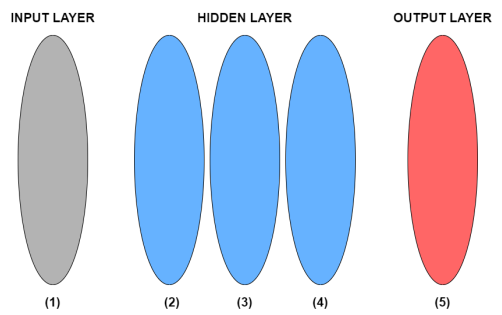 INPUT LAYER
HIDDEN LAYER
OUTPUT LAYER
(1)
(2)
(3)
(4)
(5)